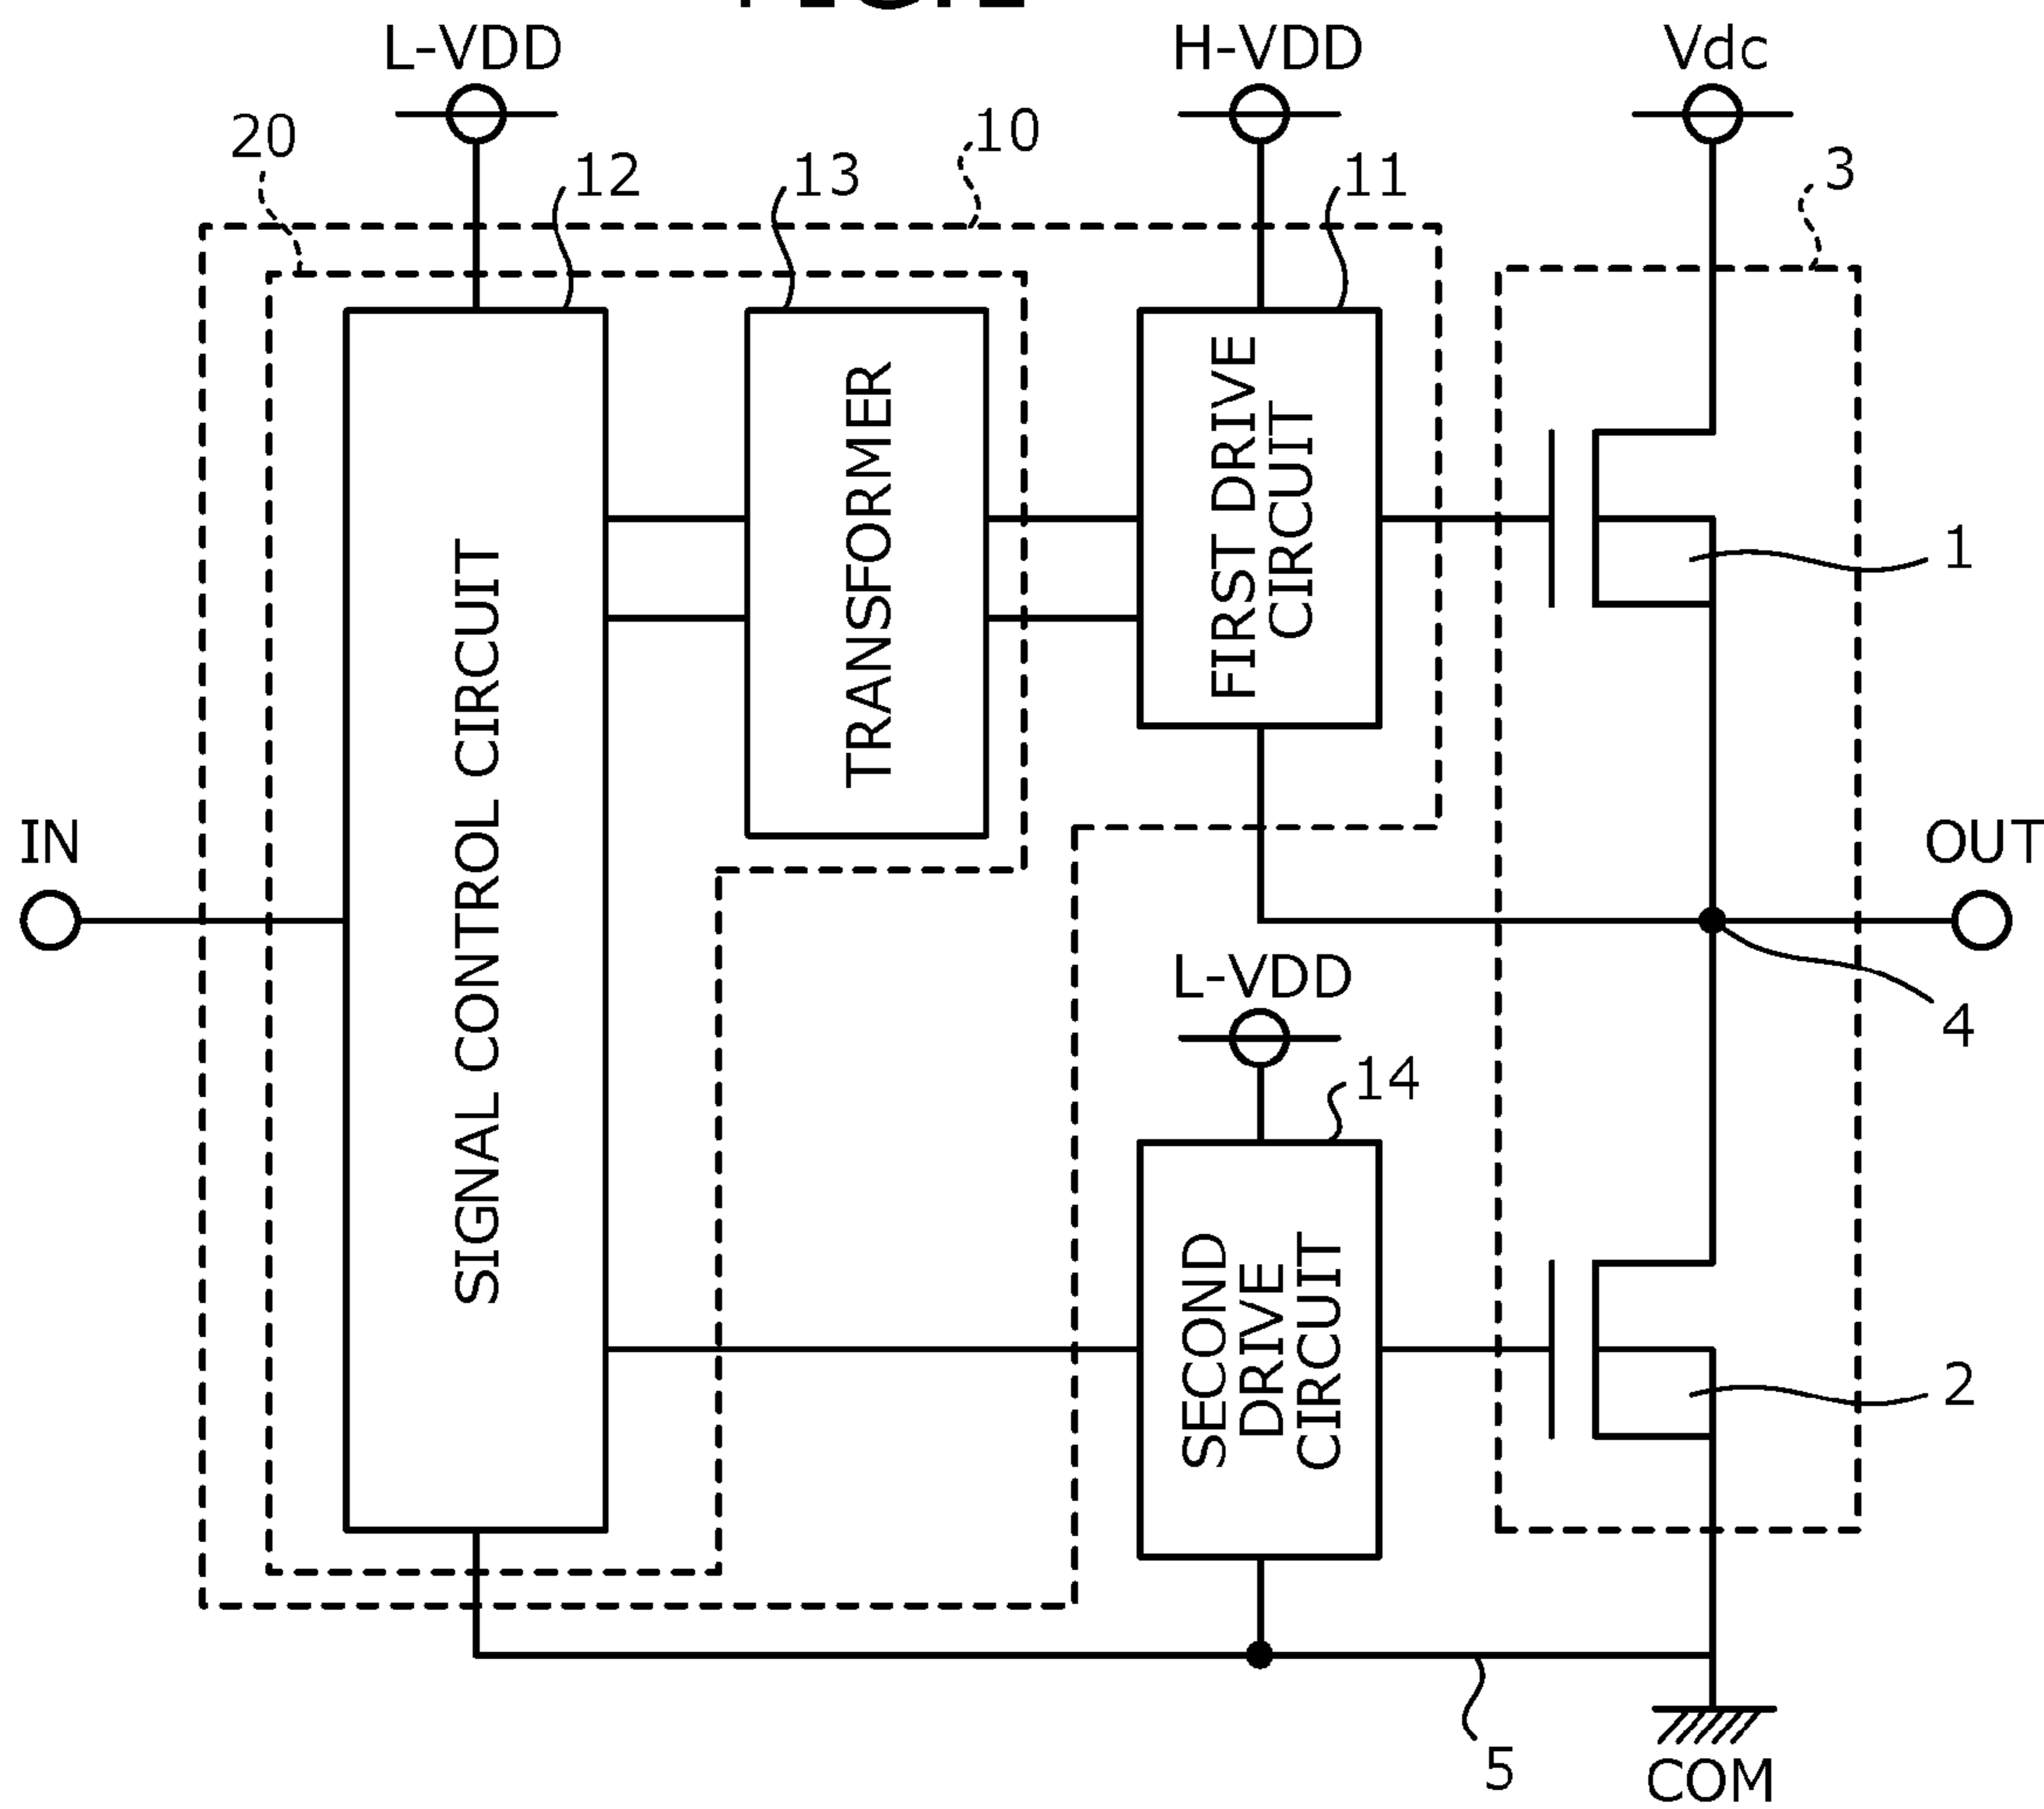 L-VDD
H-VDD
Vdc
20
12
13
10
11
3
SIGNAL CONTROL CIRCUIT
TRANSFORMER
FIRST DRIVE
CIRCUIT
1
IN
OUT
4
L-VDD
14
SECOND
DRIVE
CIRCUIT
2
5
COM